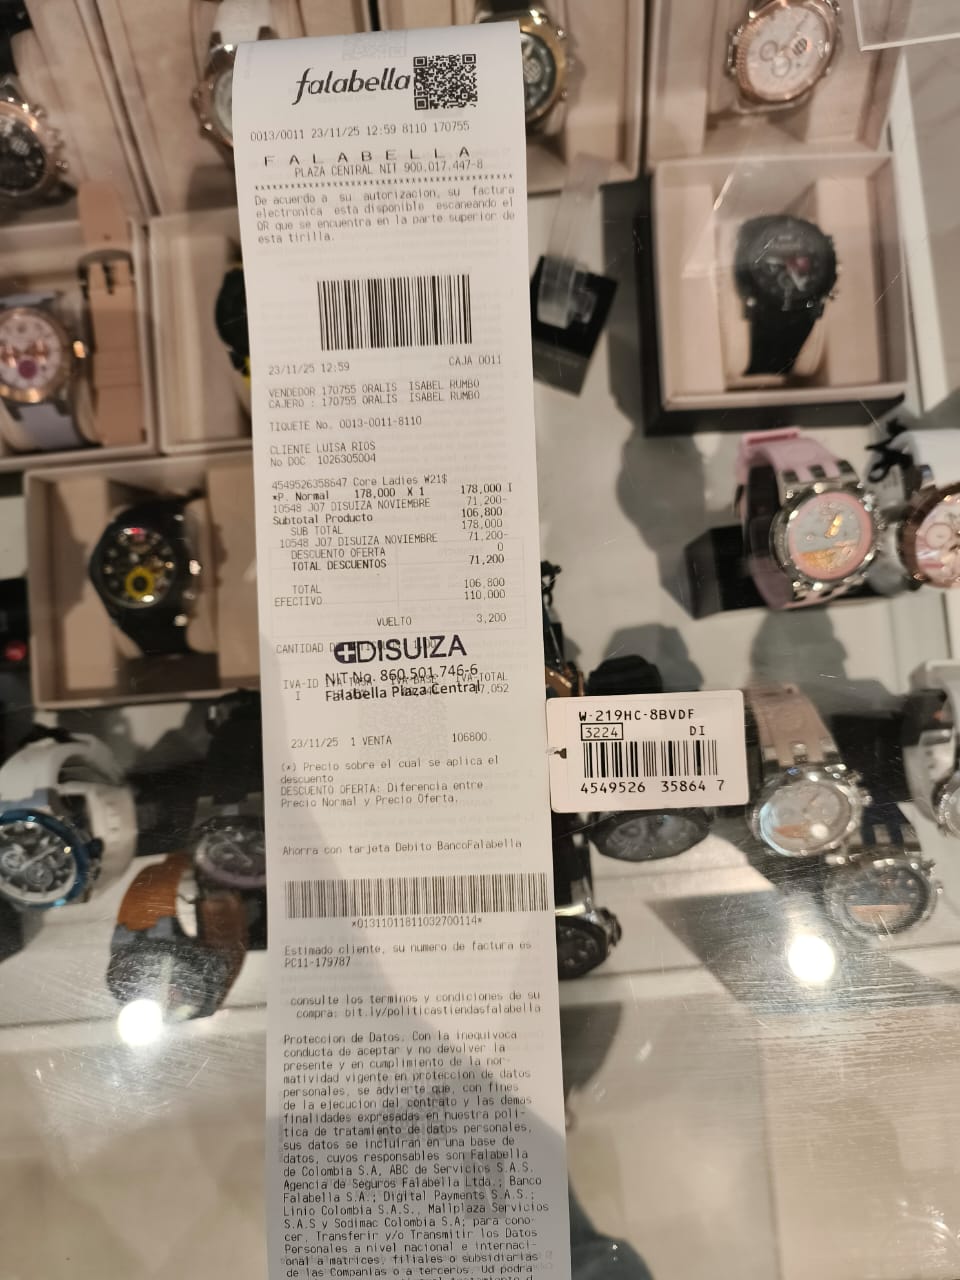 falabella
0013/0011 23/11/25 12:59 8110 170755
F A L A B E L L A
PLAZA CENTRAL NIT 900.017.447-8
De acuerdo a su autorizacion, su factura
electronica esta disponible escaneando el
QR que se encuentra en la parte superior de
esta tirilla.
23/11/25 12:59 CAJA 0011
VENDEDOR 170755 ORALIS ISABEL RUMBO
CAJERO : 170755 ORALIS ISABEL RUMBO
TIQUETE No. 0013-0011-8110
CLIENTE LUISA RIOS
No DOC 1026305004
4549526358647 Core Ladies W21$
*P. Normal 178,000 X 1 178,000 I
10548 J07 DISUIZA NOVIEMBRE 71,200-
Subtotal Producto 106,800
SUB TOTAL 178,000
10548 J07 DISUIZA NOVIEMBRE 71,200-
DESCUENTO OFERTA 0
TOTAL DESCUENTOS 71,200
TOTAL 106,800
EFECTIVO 110,000
VUELTO 3,200
CANTIDAD
DISUIZA
NIT No. 860.501.746-6
IVA-ID TOTAL
Falabella Plaza Central
I 17,052
23/11/25 1 VENTA 106800.
(*) Precio sobre el cual se aplica el
descuento
DESCUENTO OFERTA: Diferencia entre
Precio Normal y Precio Oferta.
Ahorra con tarjeta Debito BancoFalabella
*01311011811032700114*
Estimado cliente, su numero de factura es
PC11-179787
consulte los terminos y condiciones de su
compra: bit.ly/politicastiendasfalabella
Proteccion de Datos. Con la inequivoca
conducta de aceptar y no devolver la
presente y en cumplimiento de la nor-
matividad vigente en proteccion de datos
personales, se advierte que, con fines
de la ejecucion del contrato y las demas
finalidades expresadas en nuestra poli-
tica de tratamiento de datos personales,
sus datos se incluiran en una base de
datos, cuyos responsables son Falabella
de Colombia S.A, ABC de Servicios S.A.S.
Agencia de Seguros Falabella Ltda.; Banco
Falabella S.A.; Digital Payments S.A.S.;
Linio Colombia S.A.S., Mallplaza Servicios
S.A.S y Sodimac Colombia S.A; para cono-
cer, Transferir y/o Transmitir los Datos
Personales a nivel nacional e internaci-
onal a matrices, filiales o subsidiarias
de las Companias o a terceros. Ud podra
W-219HC-8BVDF
3224 DI
4549526 35864 7